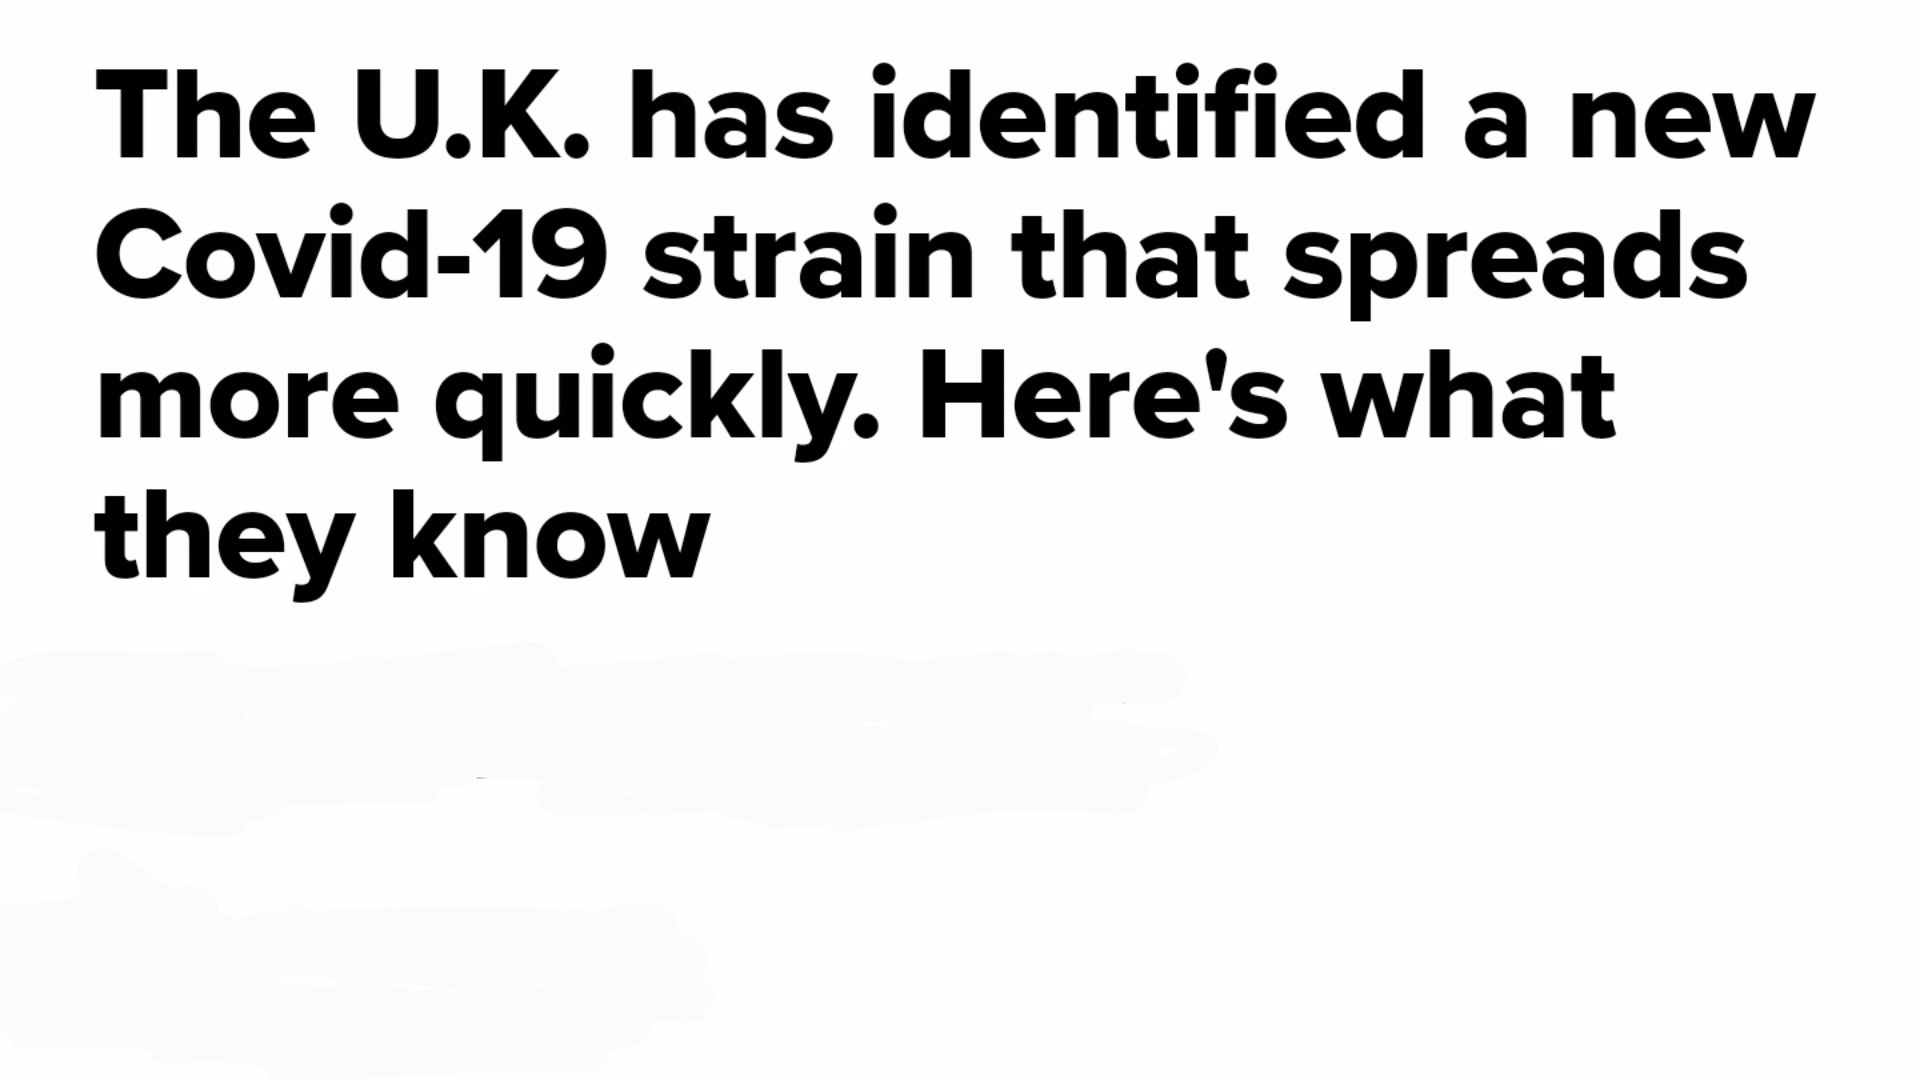 The U.K. has identified a new
Covid-19 strain that spreads
more quickly. Here's what
they know